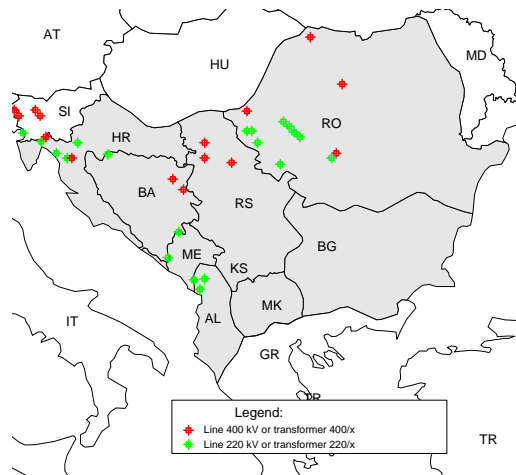 AT
MD
HU
SI
RO
HR
BA
RS
BG
ME
KS
MK
AL
IT
GR
TR
Legend:
Line 400 kV or transformer 400/x
Line 220 kV or transformer 220/x
TR